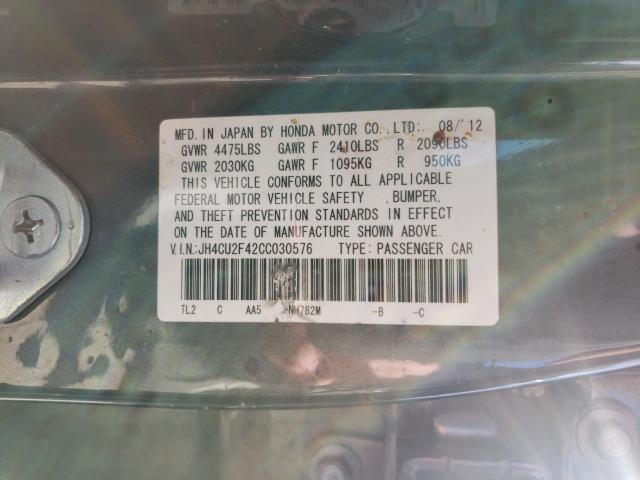 MFD. IN JAPAN BY HONDA MOTOR CO., LTD: 08/12
GVWR 4475LBS GAWR F 2410LBS R 2090LBS
GVWR 2030KG GAWR F 1095KG R 950KG
THIS VEHICLE CONFORMS TO ALL APPLICABLE
FEDERAL MOTOR VEHICLE SAFETY ,BUMPER,
AND THEFT PREVENTION STANDARDS IN EFFECT
ON THE DATE OF MANUFACTURE SHOWN ABOVE.
V.I.N.:JH4CU2F42CC030576 TYPE: PASSENGER CAR
TL2 C AA5 NH782M -B -C